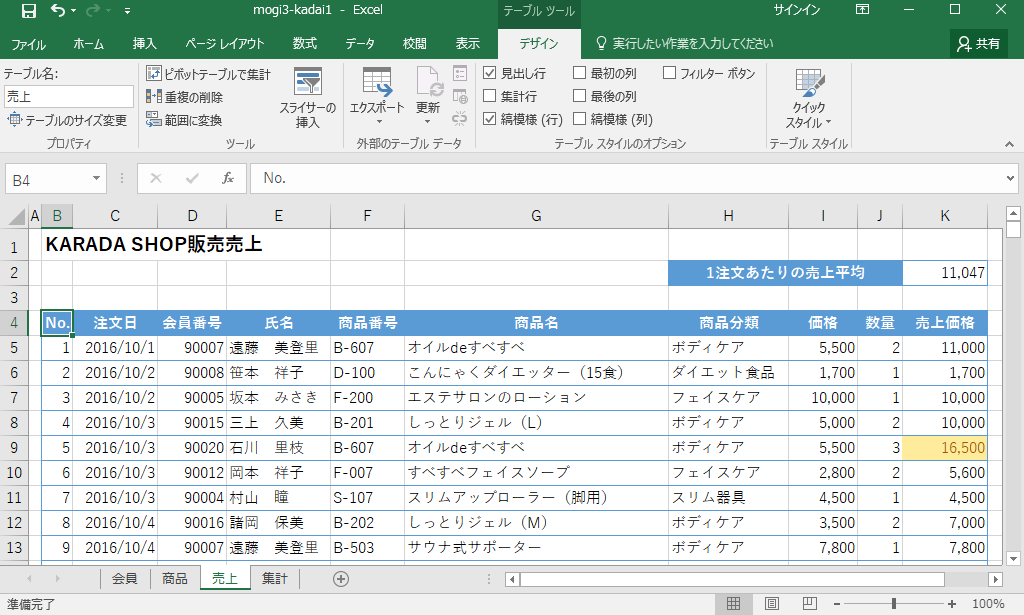 mogi3-kadai1 - Excel
テーブル ツール
サインイン
ファイル ホーム 挿入 ページ レイアウト 数式 データ 校閲 表示 デザイン 実行したい作業を入力してください 共有
テーブル名:
売上
テーブルのサイズ変更
プロパティ
ピボットテーブルで集計
重複の削除
範囲に変換
スライサーの
挿入
ツール
エクスポート
更新
外部のテーブル データ
見出し行 最初の列 フィルター ボタン
集計行 最後の列
縞模様 (行) 縞模様 (列)
テーブル スタイルのオプション
クイック
スタイル
テーブル スタイル
B4 fx No.
A B C D E F G H I J K
1 KARADA SHOP販売売上
2 1注文あたりの売上平均 11,047
3
4 No. 注文日 会員番号 氏名 商品番号 商品名 商品分類 価格 数量 売上価格
5 1 2016/10/1 90007 遠藤 美登里 B-607 オイルdeすべすべ ボディケア 5,500 2 11,000
6 2 2016/10/2 90008 笹本 祥子 D-100 こんにゃくダイエッター（15食） ダイエット食品 1,700 1 1,700
7 3 2016/10/2 90005 坂本 みさき F-200 エステサロンのローション フェイスケア 10,000 1 10,000
8 4 2016/10/3 90015 三上 久美 B-201 しっとりジェル（L） ボディケア 5,000 2 10,000
9 5 2016/10/3 90020 石川 里枝 B-607 オイルdeすべすべ ボディケア 5,500 3 16,500
10 6 2016/10/3 90012 岡本 祥子 F-007 すべすべフェイスソープ フェイスケア 2,800 2 5,600
11 7 2016/10/3 90004 村山 瞳 S-107 スリムアップローラー（脚用） スリム器具 4,500 1 4,500
12 8 2016/10/4 90016 諸岡 保美 B-202 しっとりジェル（M） ボディケア 3,500 2 7,000
13 9 2016/10/4 90007 遠藤 美登里 B-503 サウナ式サポーター ボディケア 7,800 1 7,800
会員 商品 売上 集計
準備完了 100%